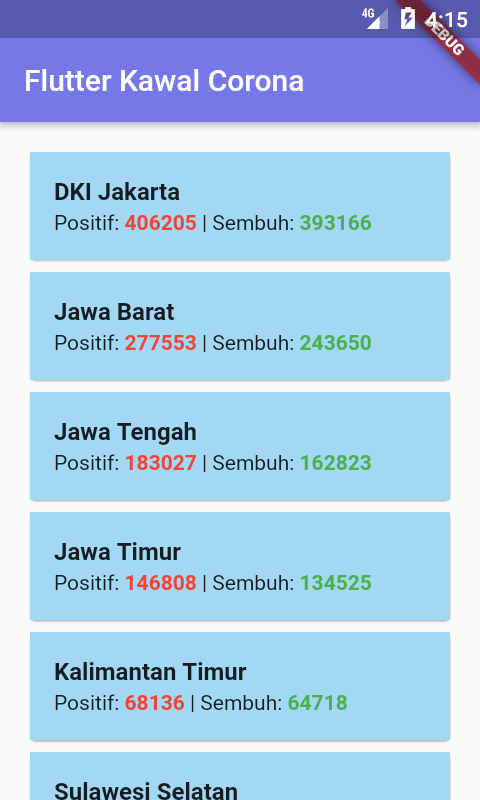 4G 4:15
DEBUG
Flutter Kawal Corona
DKI Jakarta
Positif: 406205 | Sembuh: 393166
Jawa Barat
Positif: 277553 | Sembuh: 243650
Jawa Tengah
Positif: 183027 | Sembuh: 162823
Jawa Timur
Positif: 146808 | Sembuh: 134525
Kalimantan Timur
Positif: 68136 | Sembuh: 64718
Sulawesi Selatan